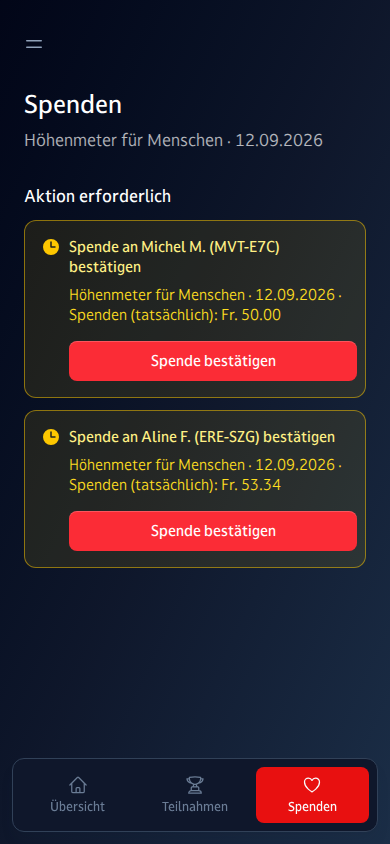 Spenden
Höhenmeter für Menschen · 12.09.2026
Aktion erforderlich
Spende an Michel M. (MVT-E7C)
bestätigen
Höhenmeter für Menschen · 12.09.2026 ·
Spenden (tatsächlich): Fr. 50.00
Spende bestätigen
Spende an Aline F. (ERE-SZG) bestätigen
Höhenmeter für Menschen · 12.09.2026 ·
Spenden (tatsächlich): Fr. 53.34
Spende bestätigen
Übersicht
Teilnahmen
Spenden